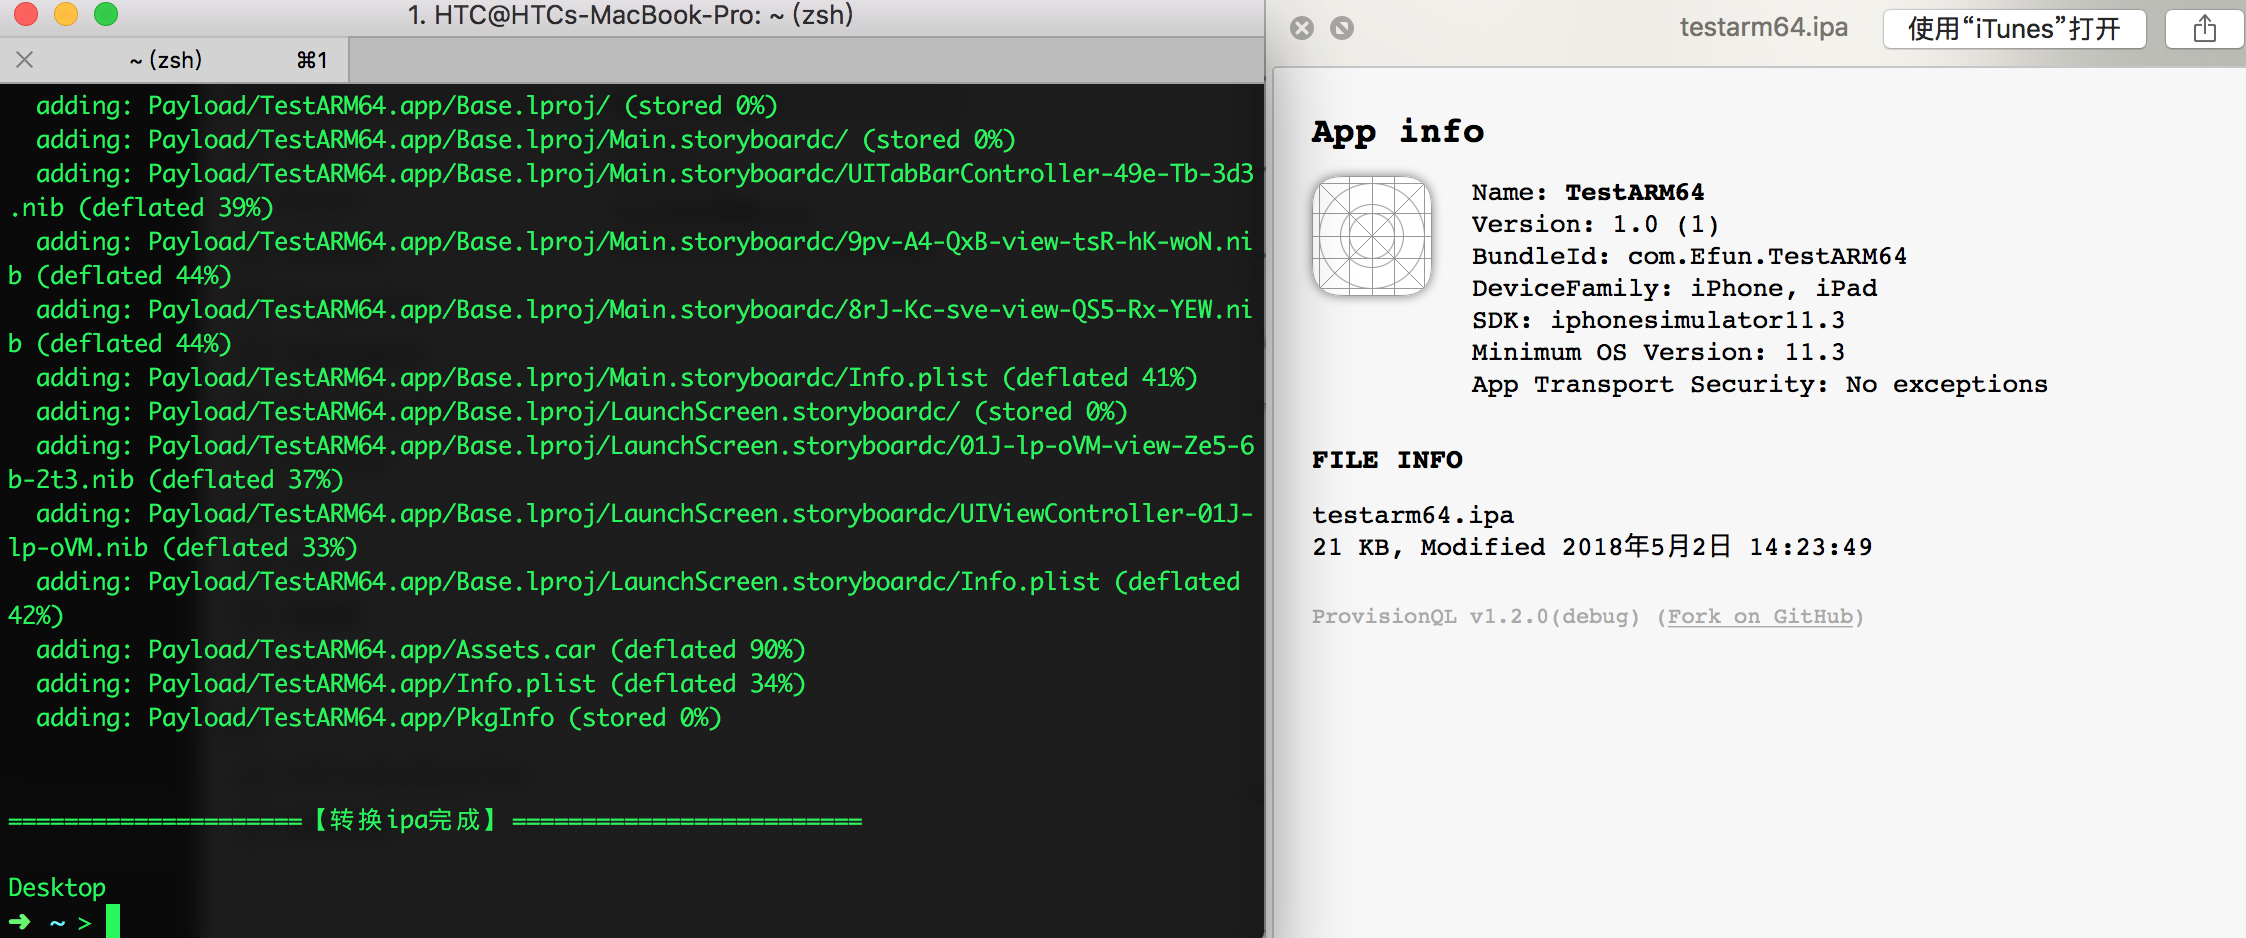 1. HTC@HTCs-MacBook-Pro: ~ (zsh)
~ (zsh) ⌘1
adding: Payload/TestARM64.app/Base.lproj/ (stored 0%)
adding: Payload/TestARM64.app/Base.lproj/Main.storyboardc/ (stored 0%)
adding: Payload/TestARM64.app/Base.lproj/Main.storyboardc/UITabBarController-49e-Tb-3d3
.nib (deflated 39%)
adding: Payload/TestARM64.app/Base.lproj/Main.storyboardc/9pv-A4-QxB-view-tsR-hK-woN.ni
b (deflated 44%)
adding: Payload/TestARM64.app/Base.lproj/Main.storyboardc/8rJ-Kc-sve-view-QS5-Rx-YEW.ni
b (deflated 44%)
adding: Payload/TestARM64.app/Base.lproj/Main.storyboardc/Info.plist (deflated 41%)
adding: Payload/TestARM64.app/Base.lproj/LaunchScreen.storyboardc/ (stored 0%)
adding: Payload/TestARM64.app/Base.lproj/LaunchScreen.storyboardc/01J-lp-oVM-view-Ze5-6
b-2t3.nib (deflated 37%)
adding: Payload/TestARM64.app/Base.lproj/LaunchScreen.storyboardc/UIViewController-01J-
lp-oVM.nib (deflated 33%)
adding: Payload/TestARM64.app/Base.lproj/LaunchScreen.storyboardc/Info.plist (deflated
42%)
adding: Payload/TestARM64.app/Assets.car (deflated 90%)
adding: Payload/TestARM64.app/Info.plist (deflated 34%)
adding: Payload/TestARM64.app/PkgInfo (stored 0%)
=====================【转换ipa完成】=========================
Desktop
➜ ~ >
testarm64.ipa
使用“iTunes”打开
App info
Name: TestARM64
Version: 1.0 (1)
BundleId: com.Efun.TestARM64
DeviceFamily: iPhone, iPad
SDK: iphonesimulator11.3
Minimum OS Version: 11.3
App Transport Security: No exceptions
FILE INFO
testarm64.ipa
21 KB, Modified 2018年5月2日 14:23:49
ProvisionQL v1.2.0(debug) (Fork on GitHub)